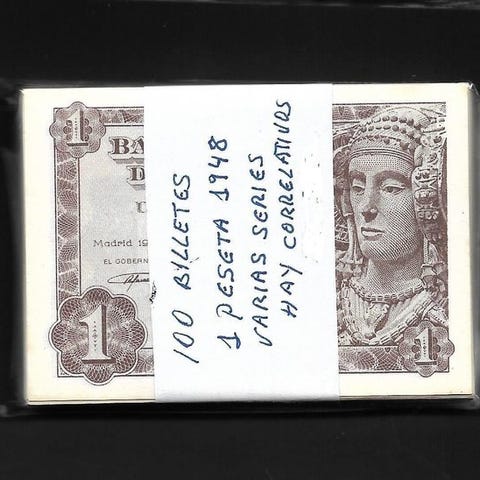 1
BA
D
Madrid 19
EL GOBERN
1
1
100 BILLETES
1 PESETA 1948
VARIAS SERIES
HAY CORRELATIVOS